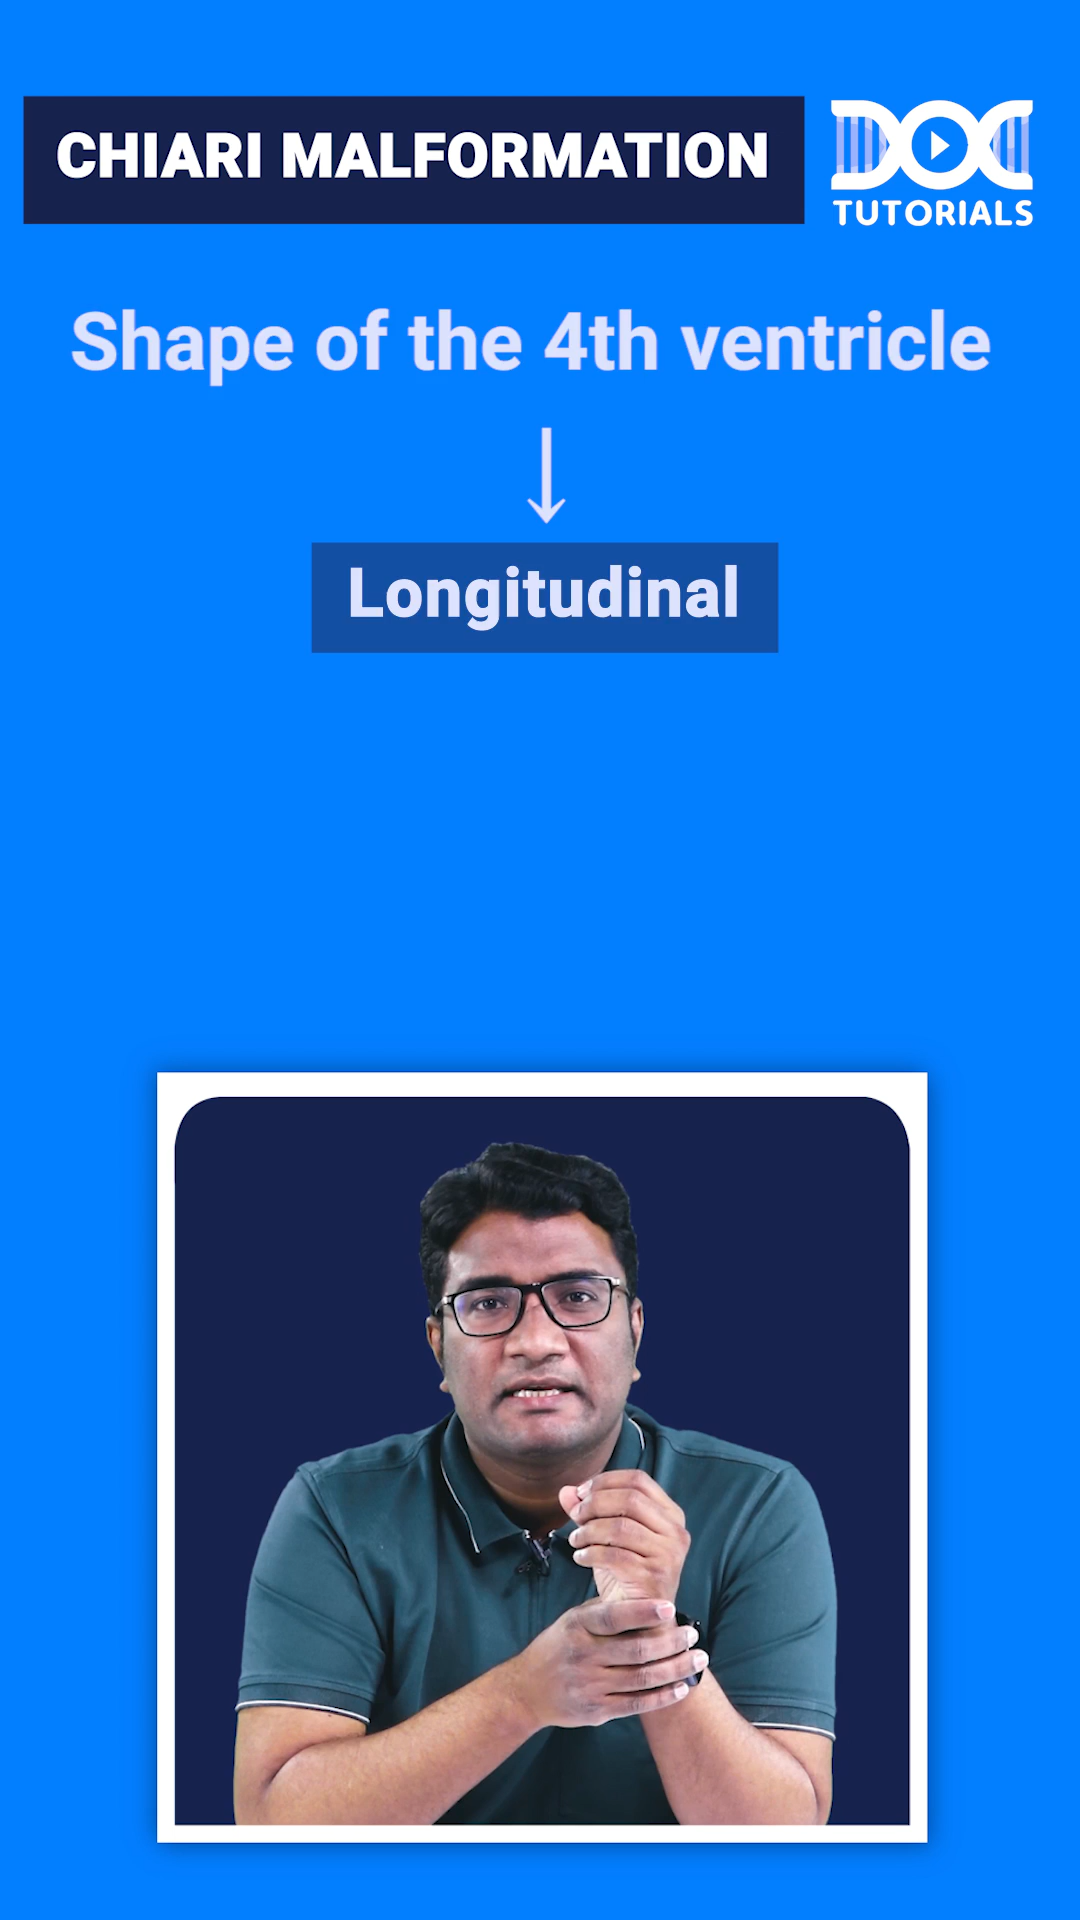 CHIARI MALFORMATION
DOC
TUTORIALS
Shape of the 4th ventricle
↓
Longitudinal